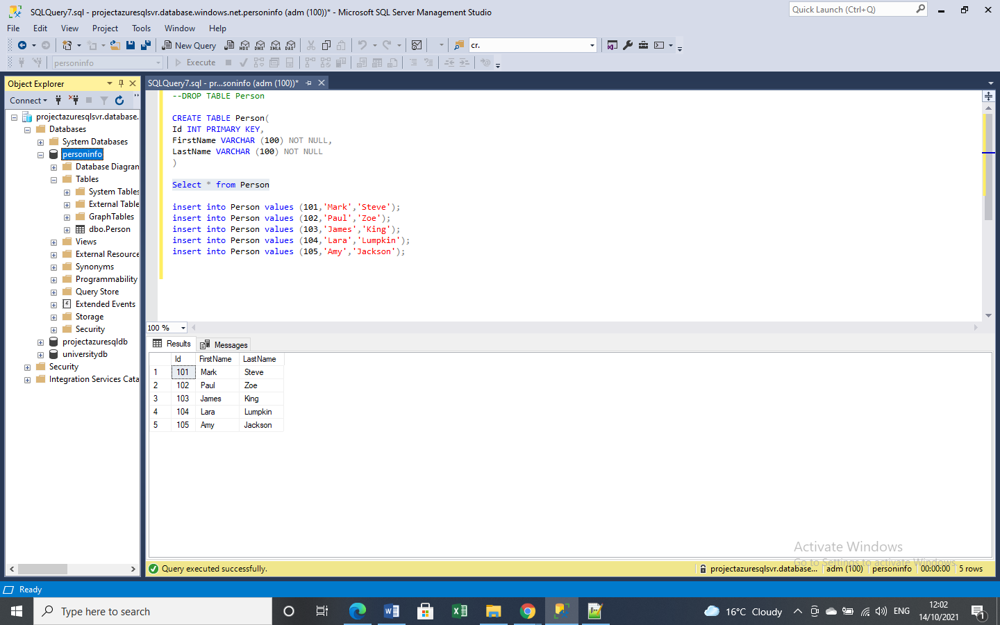 SQLQuery7.sql - projectazuresqlsvr.database.windows.net.personinfo (adm (100))* - Microsoft SQL Server Management Studio
Quick Launch (Ctrl+Q)
File Edit View Project Tools Window Help
New Query MDX DMX XMLA DAX cr.
personinfo Execute
Object Explorer
Connect
projectazuresqlsvr.database.
Databases
System Databases
personinfo
Database Diagran
Tables
System Tables
External Table
GraphTables
dbo.Person
Views
External Resource
Synonyms
Programmability
Query Store
Extended Events
Storage
Security
projectazuresqldb
universitydb
Security
Integration Services Cata
SQLQuery7.sql - pr...soninfo (adm (100))*
--DROP TABLE Person
CREATE TABLE Person(
Id INT PRIMARY KEY,
FirstName VARCHAR (100) NOT NULL,
LastName VARCHAR (100) NOT NULL
)
Select * from Person
insert into Person values (101,'Mark','Steve');
insert into Person values (102,'Paul','Zoe');
insert into Person values (103,'James','King');
insert into Person values (104,'Lara','Lumpkin');
insert into Person values (105,'Amy','Jackson');
100 %
Results Messages
Id FirstName LastName
1 101 Mark Steve
2 102 Paul Zoe
3 103 James King
4 104 Lara Lumpkin
5 105 Amy Jackson
Activate Windows
Go to Settings to activate Windows.
Query executed successfully. projectazuresqlsvr.database... adm (100) personinfo 00:00:00 5 rows
Ready
Type here to search
16°C Cloudy ENG
12:02
14/10/2021
1